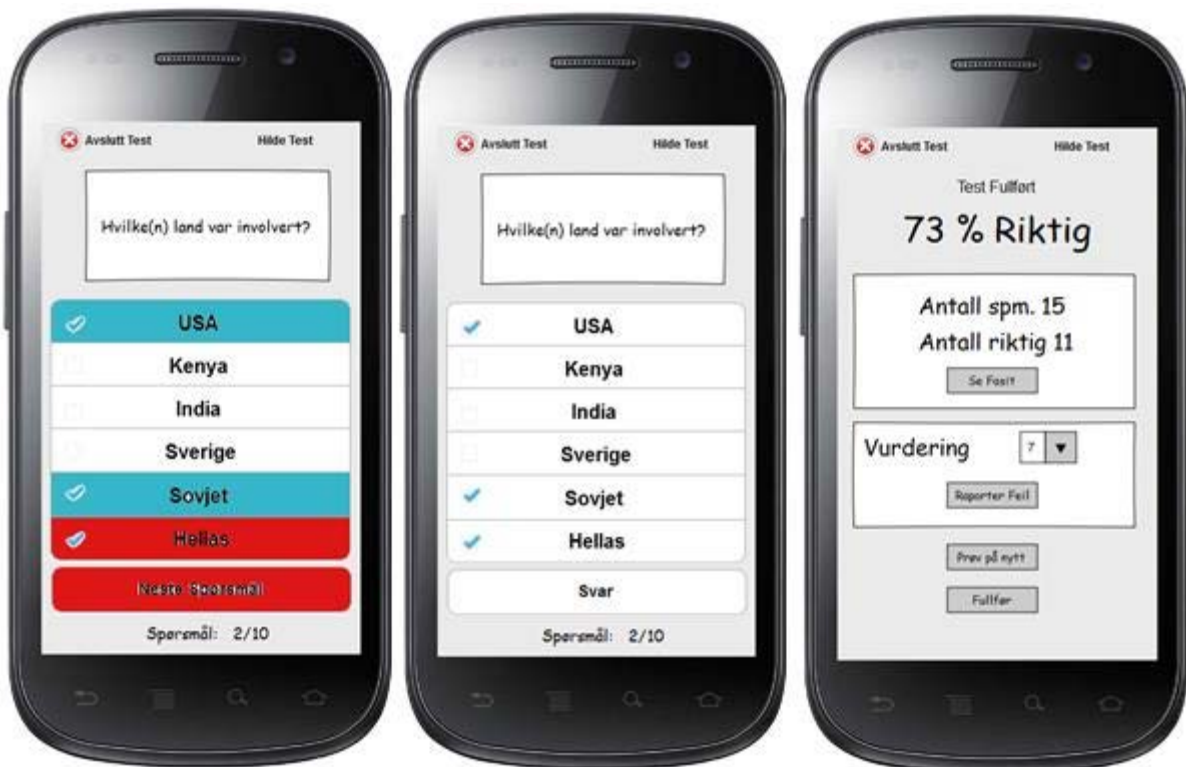 Avslutt Test Hilde Test
Hvilke(n) land var involvert?
USA
Kenya
India
Sverige
Sovjet
Hellas
Neste Spørsmål
Spørsmål: 2/10
Avslutt Test Hilde Test
Hvilke(n) land var involvert?
USA
Kenya
India
Sverige
Sovjet
Hellas
Svar
Spørsmål: 2/10
Avslutt Test Hilde Test
Test Fullført
73 % Riktig
Antall spm. 15
Antall riktig 11
Se Fasit
Vurdering 7
Raporter Feil
Prøv på nytt
Fullfør